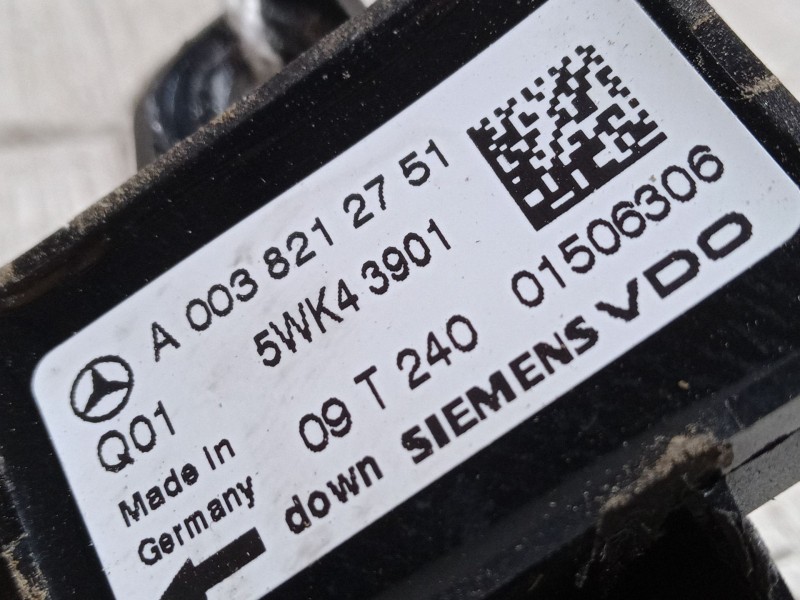 A 003 821 27 51
5WK4 3901
Q01
09 T 240 01506306
Made in
Germany
down SIEMENS VDO